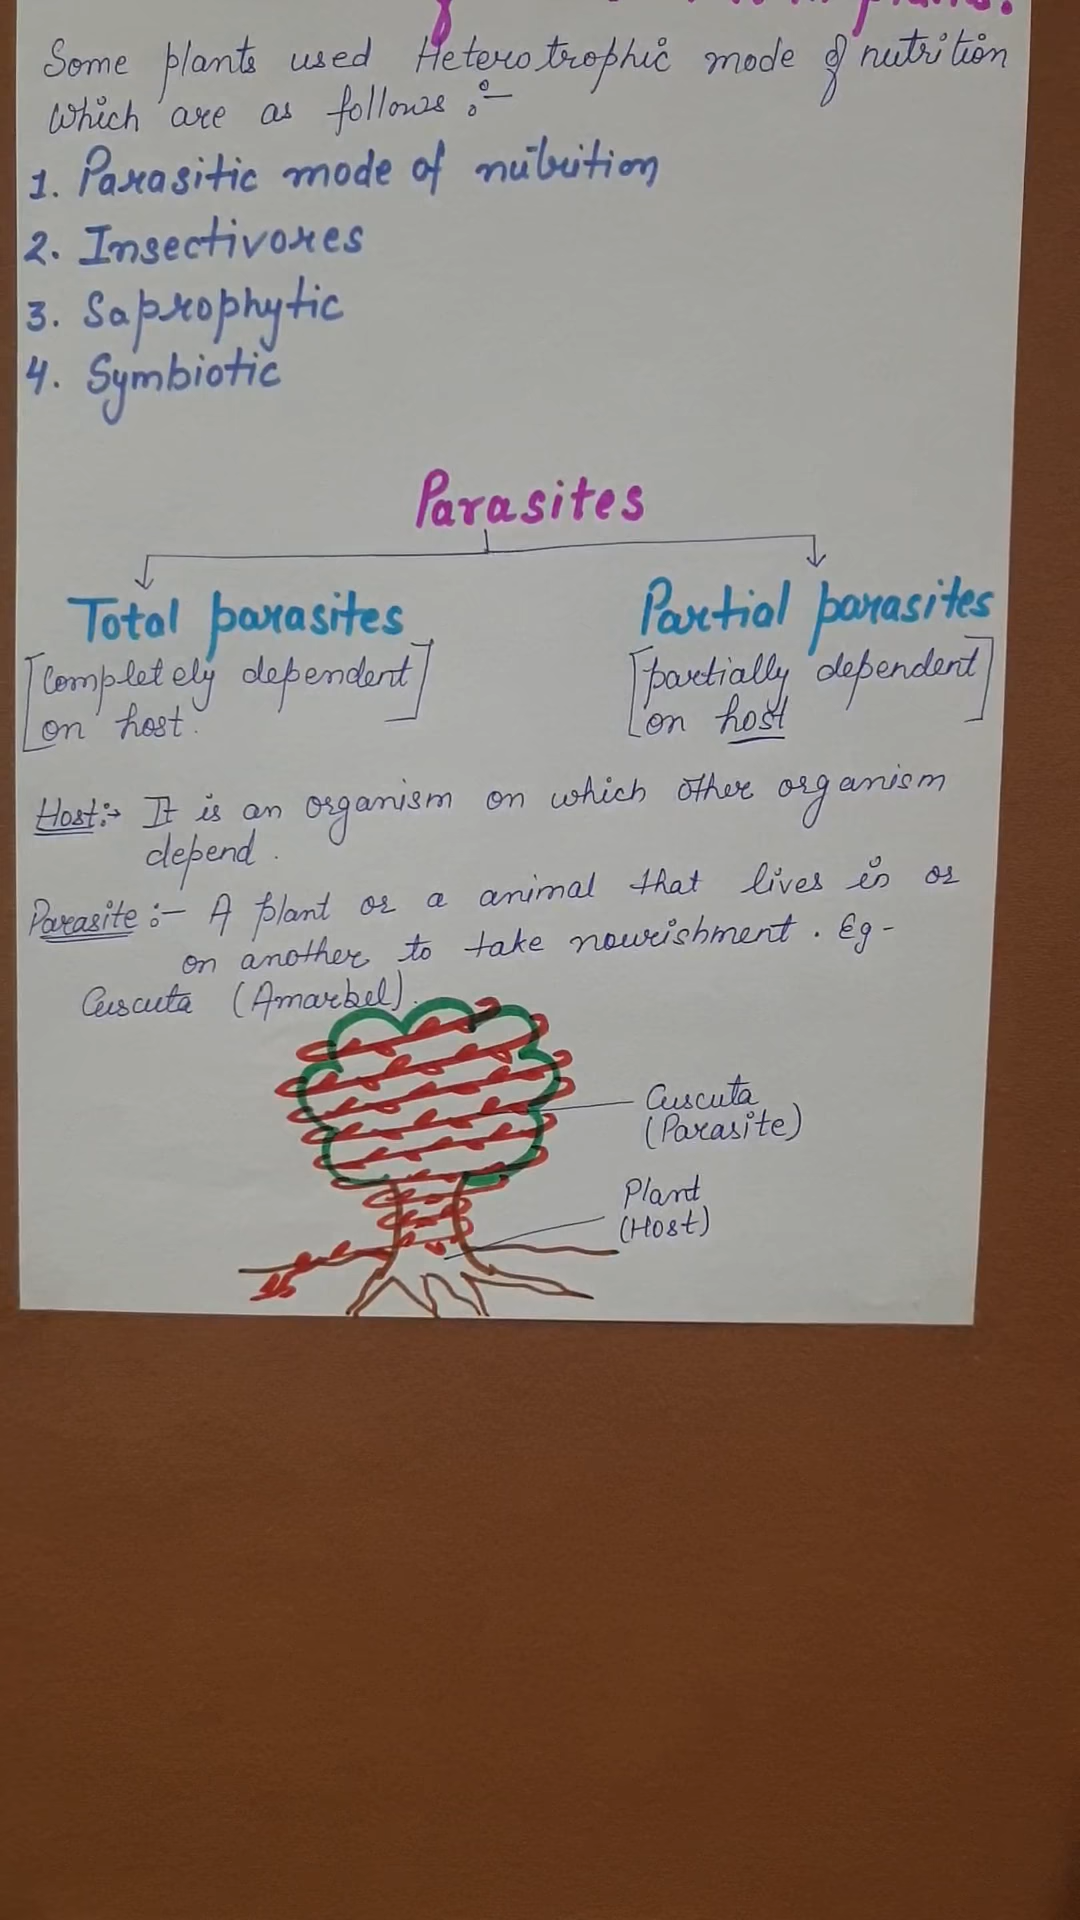 Some plants used Heterotrophic mode of nutrition
which are as follows :-
1. Parasitic mode of nutrition
2. Insectivores
3. Saprophytic
4. Symbiotic
Parasites
Total parasites
Partial parasites
[Completely dependent
on host.]
[partially dependent
on host]
Host:→ It is an organism on which other organism
depend.
Parasite :- A plant or a animal that lives in or
on another to take nourishment. Eg-
Cuscuta (Amarbel).
Cuscuta
(Parasite)
Plant
(Host)